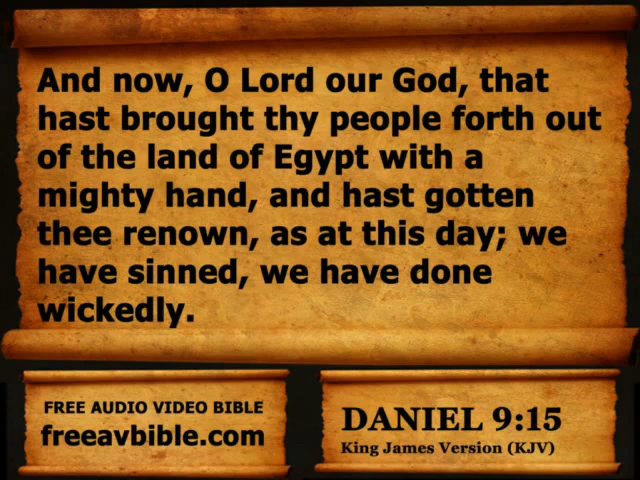 And now, O Lord our God, that
hast brought thy people forth out
of the land of Egypt with a
mighty hand, and hast gotten
thee renown, as at this day; we
have sinned, we have done
wickedly.
FREE AUDIO VIDEO BIBLE
freeavbible.com
DANIEL 9:15
King James Version (KJV)